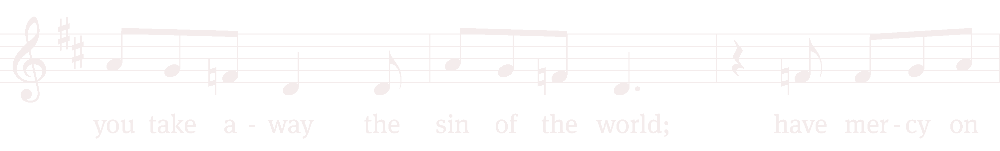 you take a - way the sin of the world; have mer - cy on